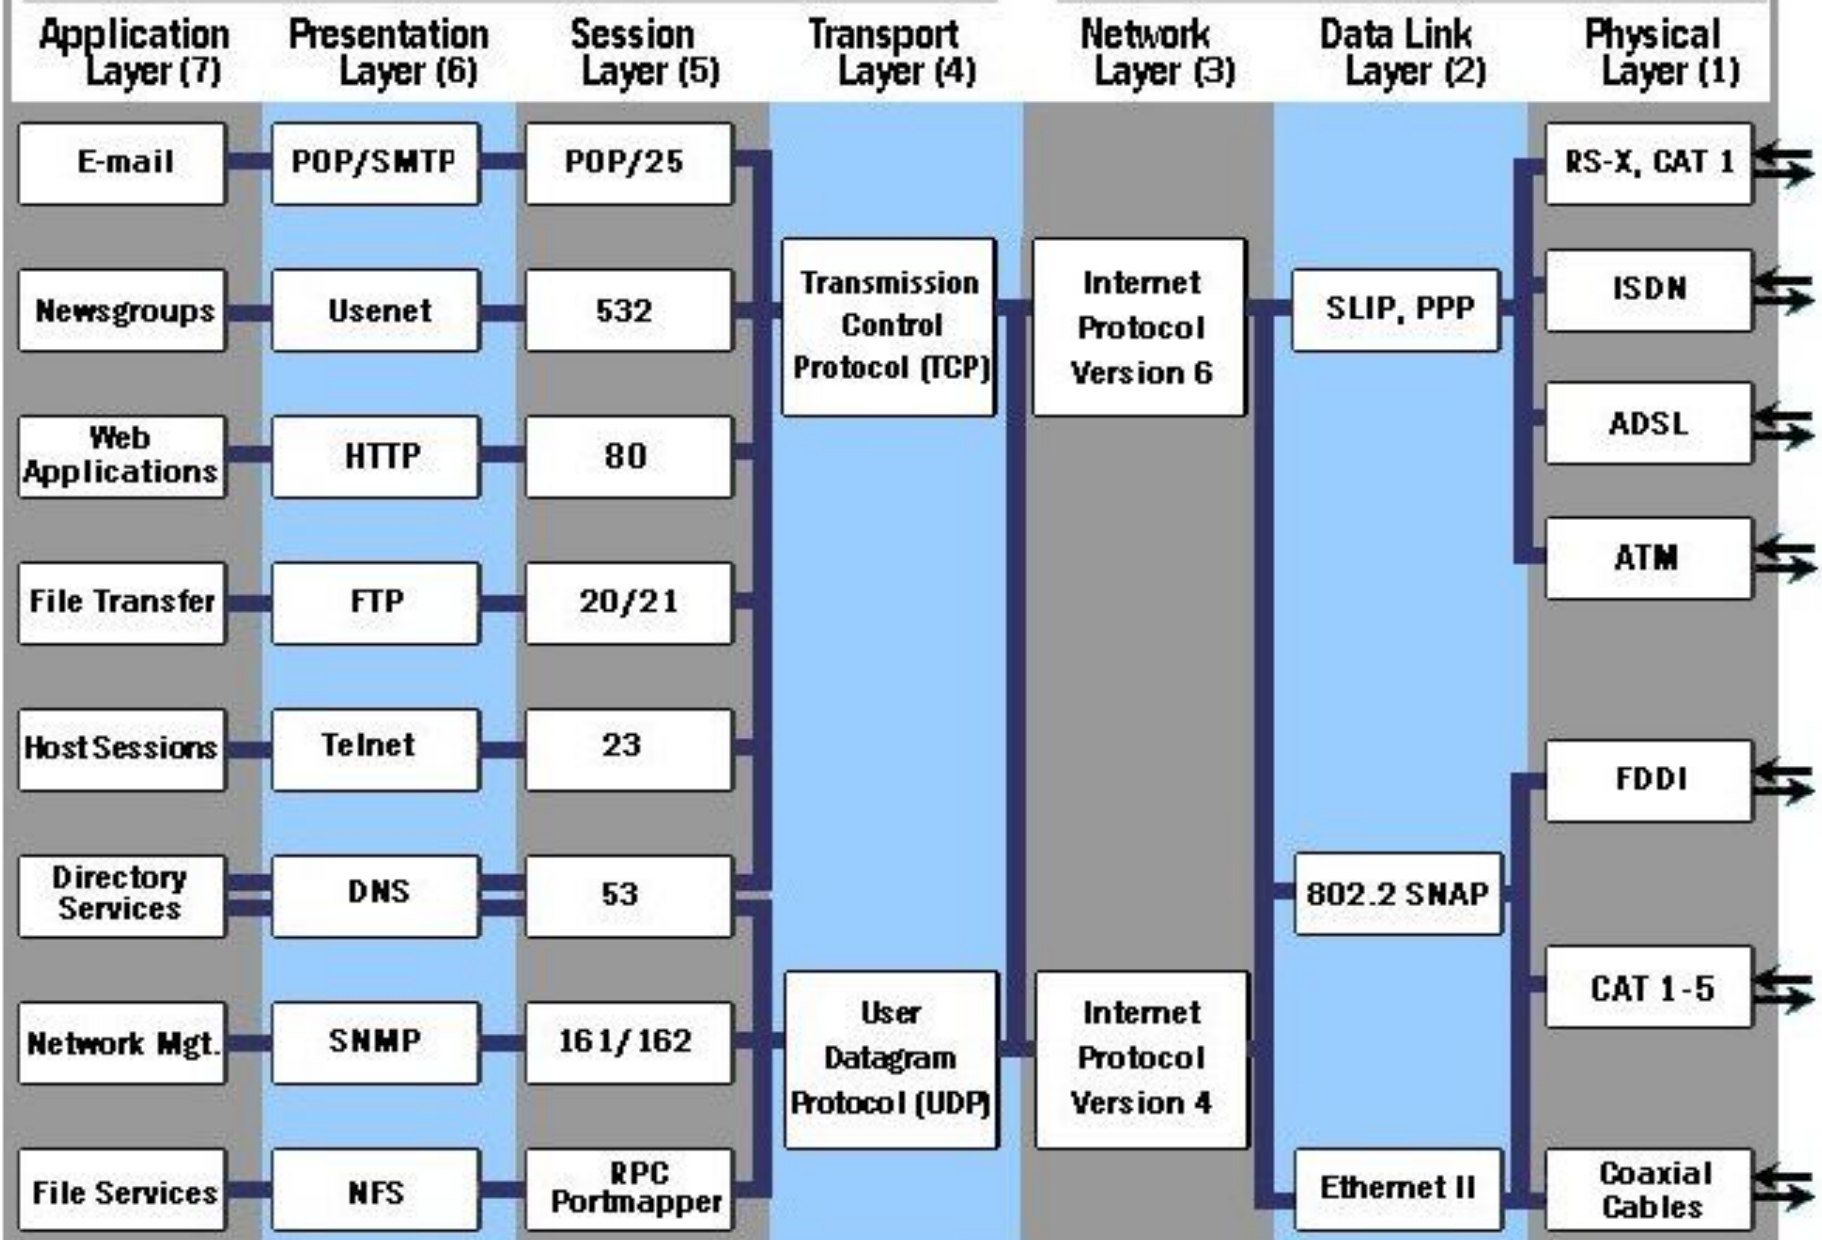 Application
Layer (7)
Presentation
Layer (6)
Session
Layer (5)
Transport
Layer (4)
Network
Layer (3)
Data Link
Layer (2)
Physical
Layer (1)
E-mail
POP/SMTP
POP/25
Newsgroups
Usenet
532
Web
Applications
HTTP
80
File Transfer
FTP
20/21
Host Sessions
Telnet
23
Directory
Services
DNS
53
Network Mgt.
SNMP
161/162
File Services
NFS
RPC
Portmapper
Transmission
Control
Protocol (TCP)
User
Datagram
Protocol (UDP)
Internet
Protocol
Version 6
Internet
Protocol
Version 4
SLIP, PPP
802.2 SNAP
Ethernet II
RS-X, CAT 1
ISDN
ADSL
ATM
FDDI
CAT 1-5
Coaxial
Cables